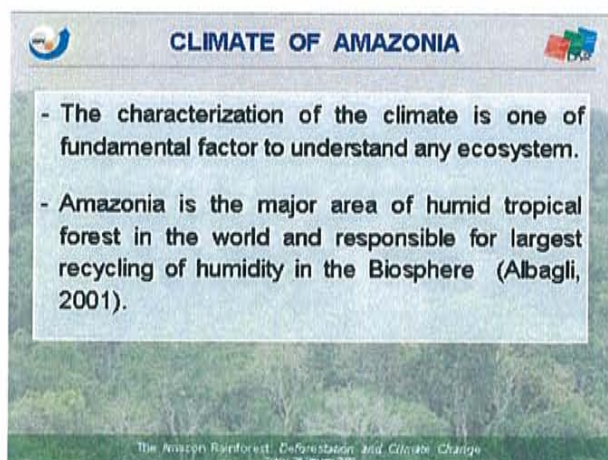 CLIMATE OF AMAZONIA
- The characterization of the climate is one of
fundamental factor to understand any ecosystem.
- Amazonia is the major area of humid tropical
forest in the world and responsible for largest
recycling of humidity in the Biosphere (Albagli,
2001).
The Amazon Rainforest: Deforestation and Climate Change